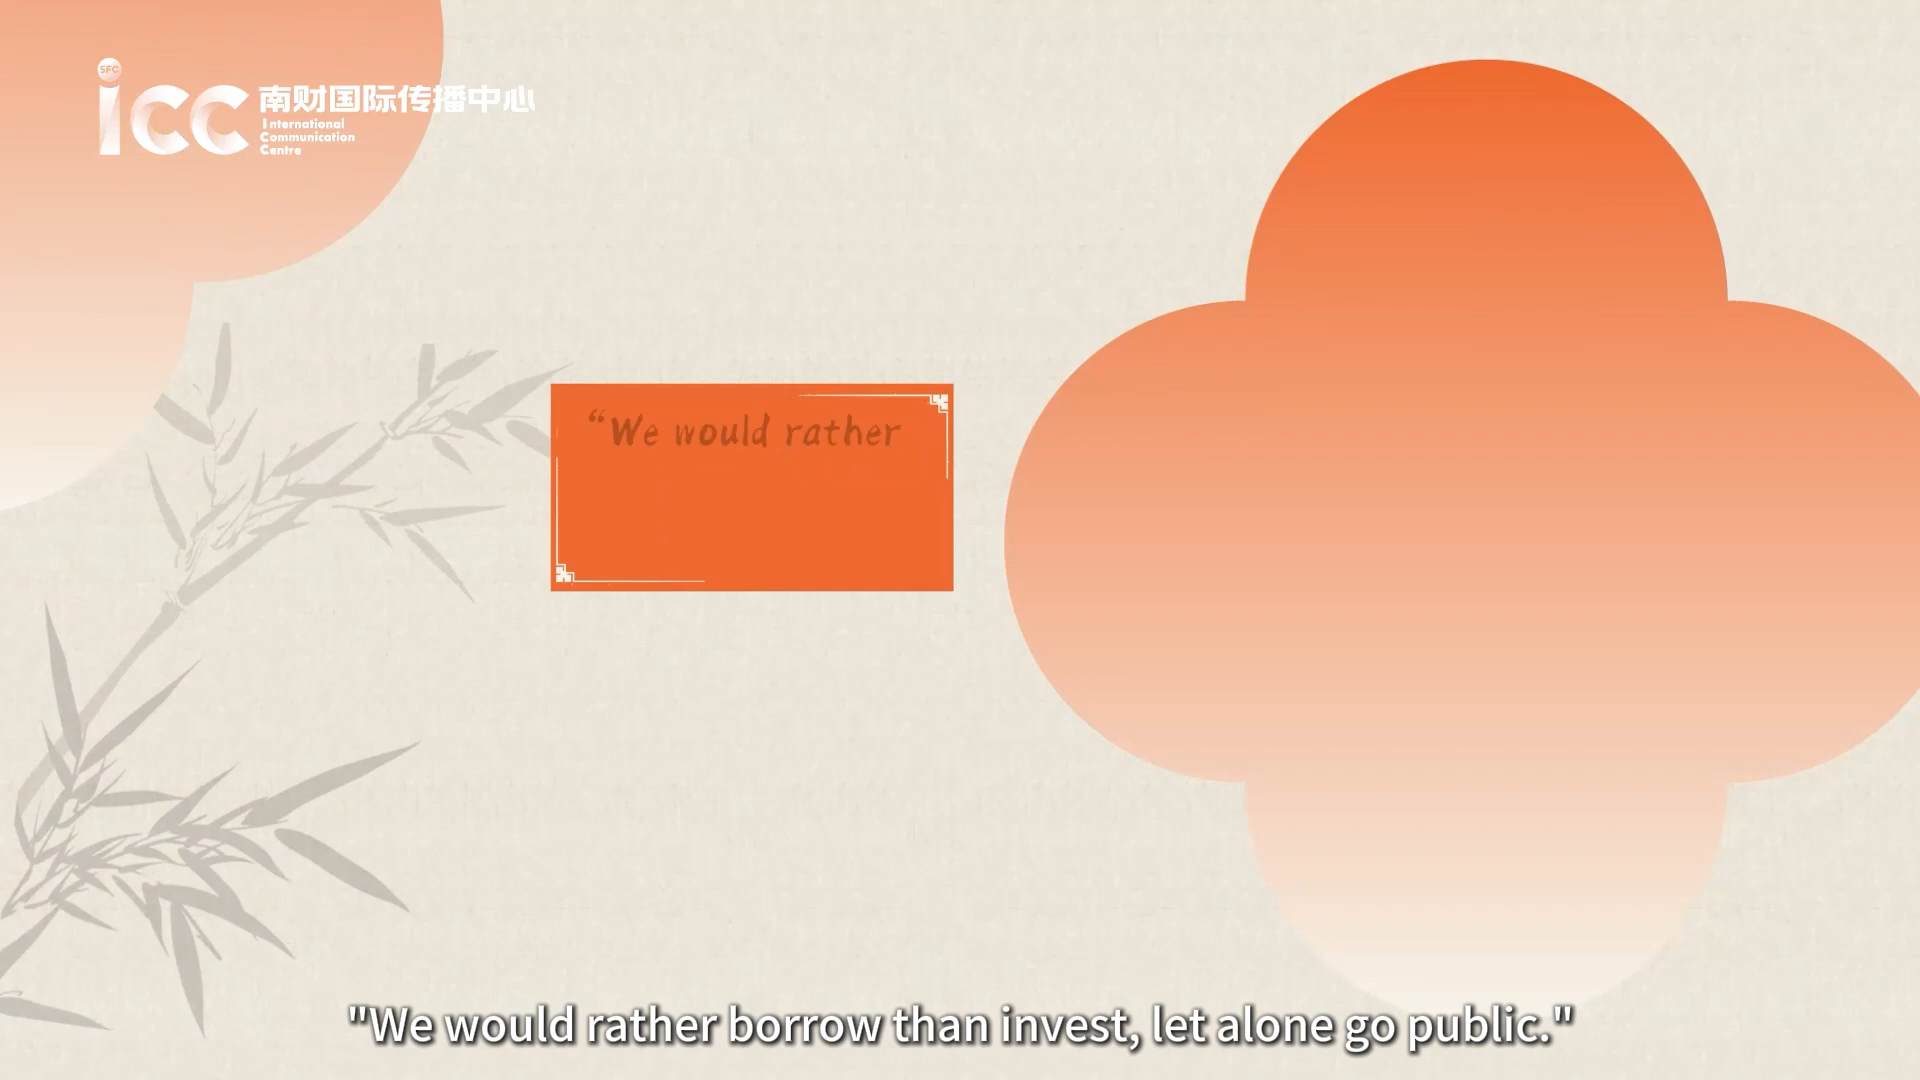 SFC
icc
南财国际传播中心
International
Communication
Centre
“We would rather
"We would rather borrow than invest, let alone go public."